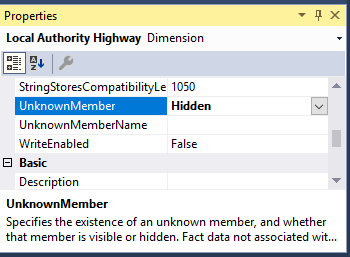 Properties
Local Authority Highway Dimension
StringStoresCompatibilityLe 1050
UnknownMember Hidden
UnknownMemberName
WriteEnabled False
Basic
Description
UnknownMember
Specifies the existence of an unknown member, and whether
that member is visible or hidden. Fact data not associated wit...